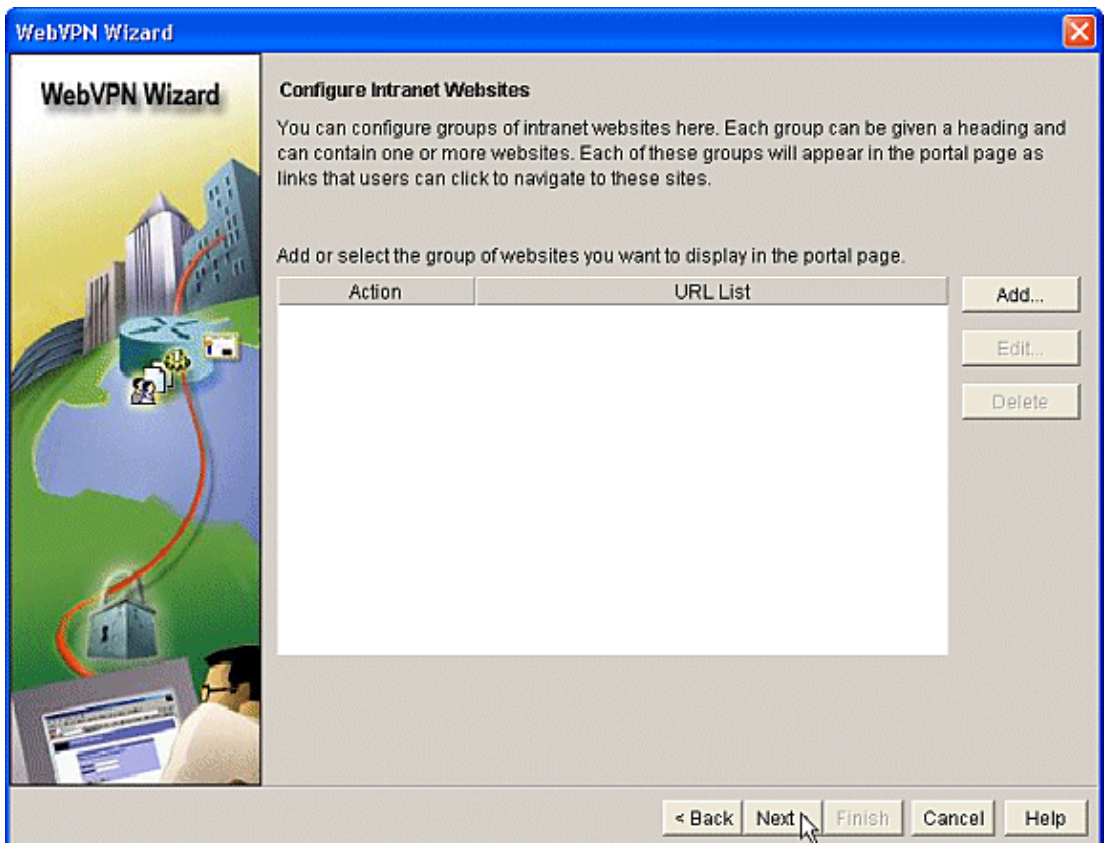 WebVPN Wizard
WebVPN Wizard
Configure Intranet Websites
You can configure groups of intranet websites here. Each group can be given a heading and
can contain one or more websites. Each of these groups will appear in the portal page as
links that users can click to navigate to these sites.
Add or select the group of websites you want to display in the portal page.
Action URL List
Add...
Edit...
Delete
< Back Next Finish Cancel Help